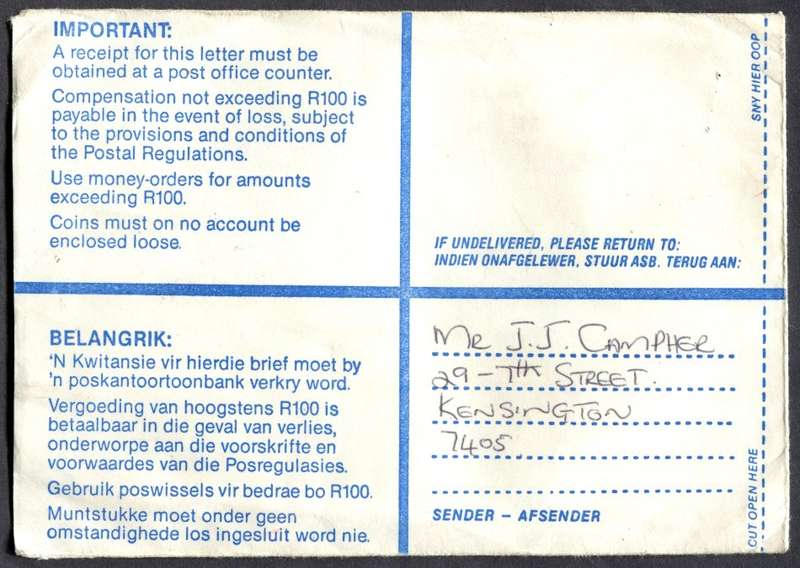 IMPORTANT:
A receipt for this letter must be
obtained at a post office counter.
Compensation not exceeding R100 is
payable in the event of loss, subject
to the provisions and conditions of
the Postal Regulations.
Use money-orders for amounts
exceeding R100.
Coins must on no account be
enclosed loose.
IF UNDELIVERED, PLEASE RETURN TO:
INDIEN ONAFGELEWER, STUUR ASB. TERUG AAN:
SNY HIER OOP
BELANGRIK:
'N Kwitansie vir hierdie brief moet by
'n poskantoortoonbank verkry word.
Vergoeding van hoogstens R100 is
betaalbaar in die geval van verlies,
onderworpe aan die voorskrifte en
voorwaardes van die Posregulasies.
Gebruik poswissels vir bedrae bo R100.
Muntstukke moet onder geen
omstandighede los ingesluit word nie.
MR J.J. CAMPHER
29 - 7TH STREET.
KENSINGTON
7405
SENDER – AFSENDER
CUT OPEN HERE